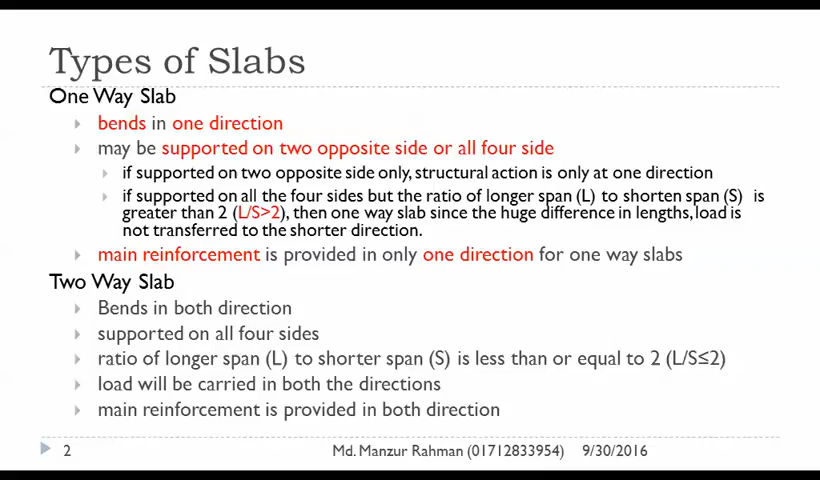 Types of Slabs
One Way Slab
bends in one direction
may be supported on two opposite side or all four side
if supported on two opposite side only, structural action is only at one direction
if supported on all the four sides but the ratio of longer span (L) to shorten span (S) is
greater than 2 (L/S>2), then one way slab since the huge difference in lengths, load is
not transferred to the shorter direction.
main reinforcement is provided in only one direction for one way slabs
Two Way Slab
Bends in both direction
supported on all four sides
ratio of longer span (L) to shorter span (S) is less than or equal to 2 (L/S≤2)
load will be carried in both the directions
main reinforcement is provided in both direction
2 Md. Manzur Rahman (01712833954) 9/30/2016